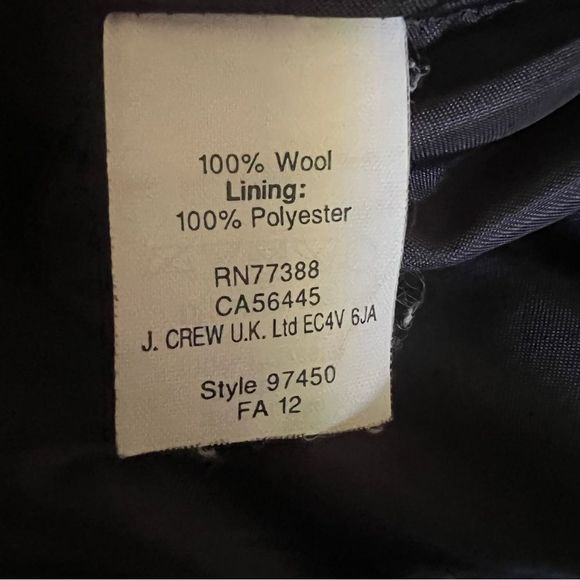 100% Wool
Lining:
100% Polyester
RN77388
CA56445
J. CREW U.K. Ltd EC4V 6JA
Style 97450
FA 12